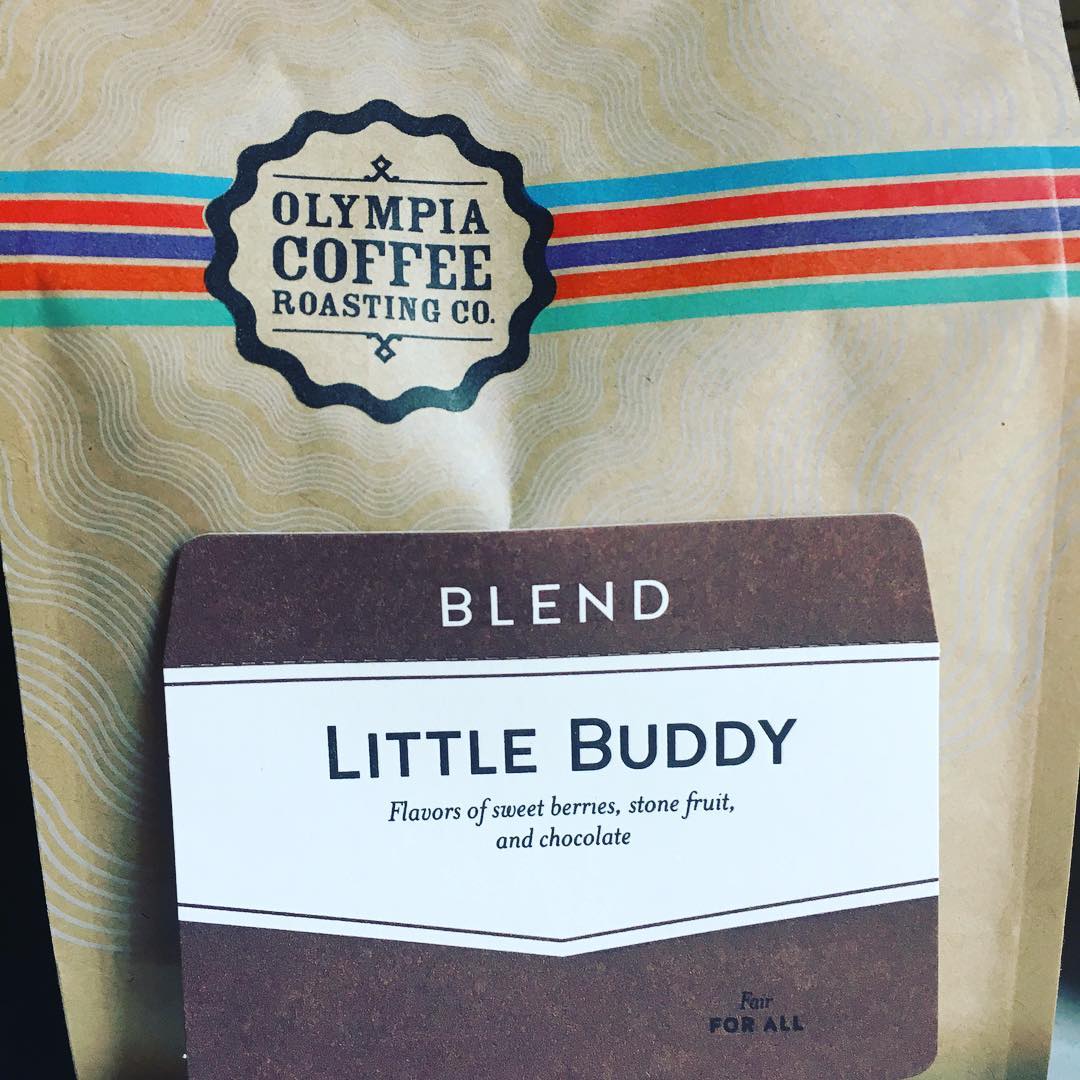 OLYMPIA
COFFEE
ROASTING CO.
BLEND
LITTLE BUDDY
Flavors of sweet berries, stone fruit,
and chocolate
Fair
FOR ALL